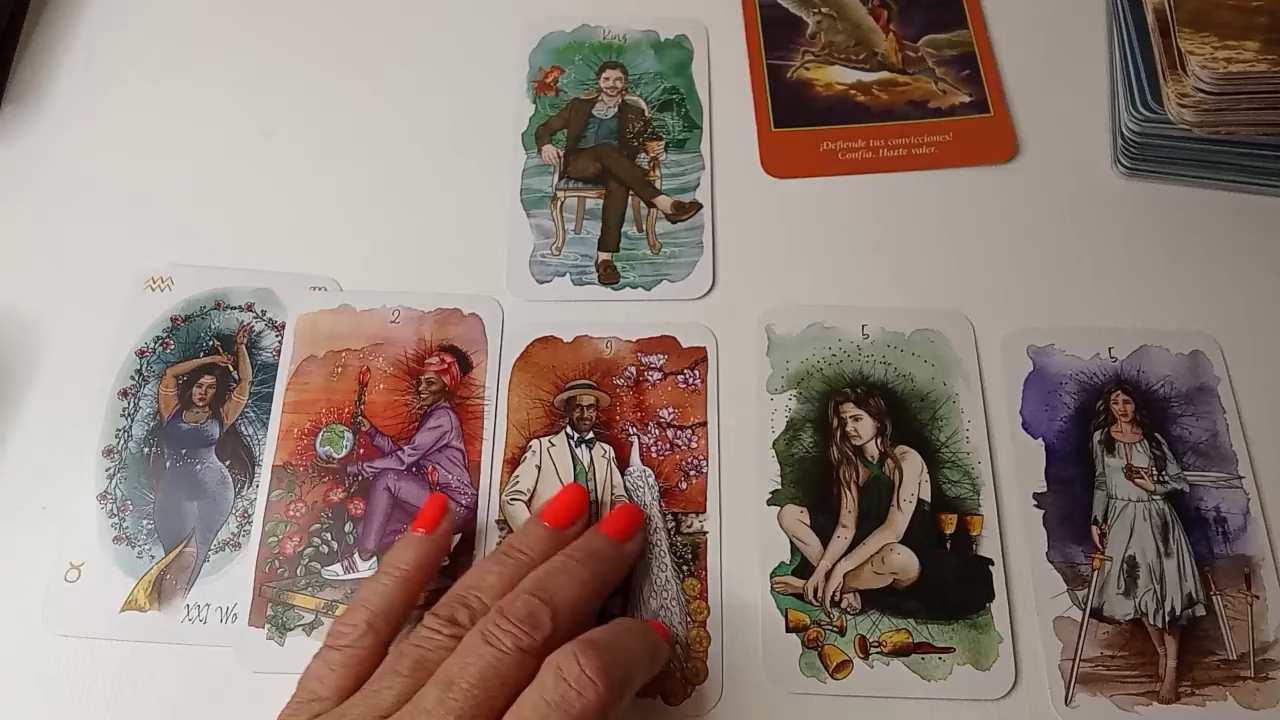 King
¡Defiende tus convicciones!
Confía. Hazte valer.
2
9
5
5
XXI Wo